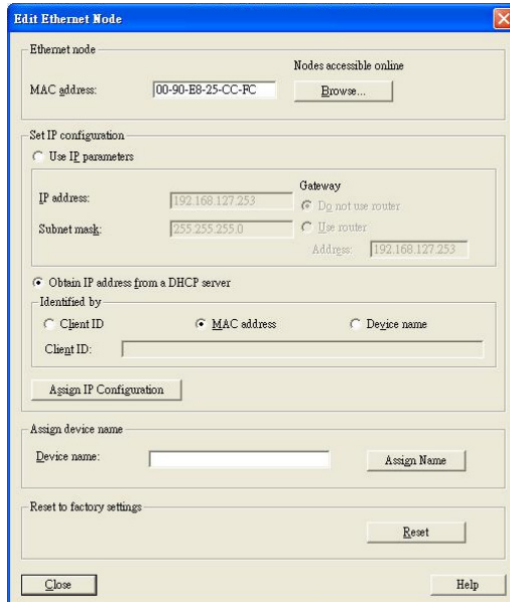 Edit Ethernet Node
Ethernet node
Nodes accessible online
MAC address: 00-90-E8-25-CC-FC Browse...
Set IP configuration
Use IP parameters
Gateway
IP address: 192.168.127.253 Do not use router
Subnet mask: 255.255.255.0 Use router
Address: 192.168.127.253
Obtain IP address from a DHCP server
Identified by
Client ID MAC address Device name
Client ID:
Assign IP Configuration
Assign device name
Device name: Assign Name
Reset to factory settings
Reset
Close Help